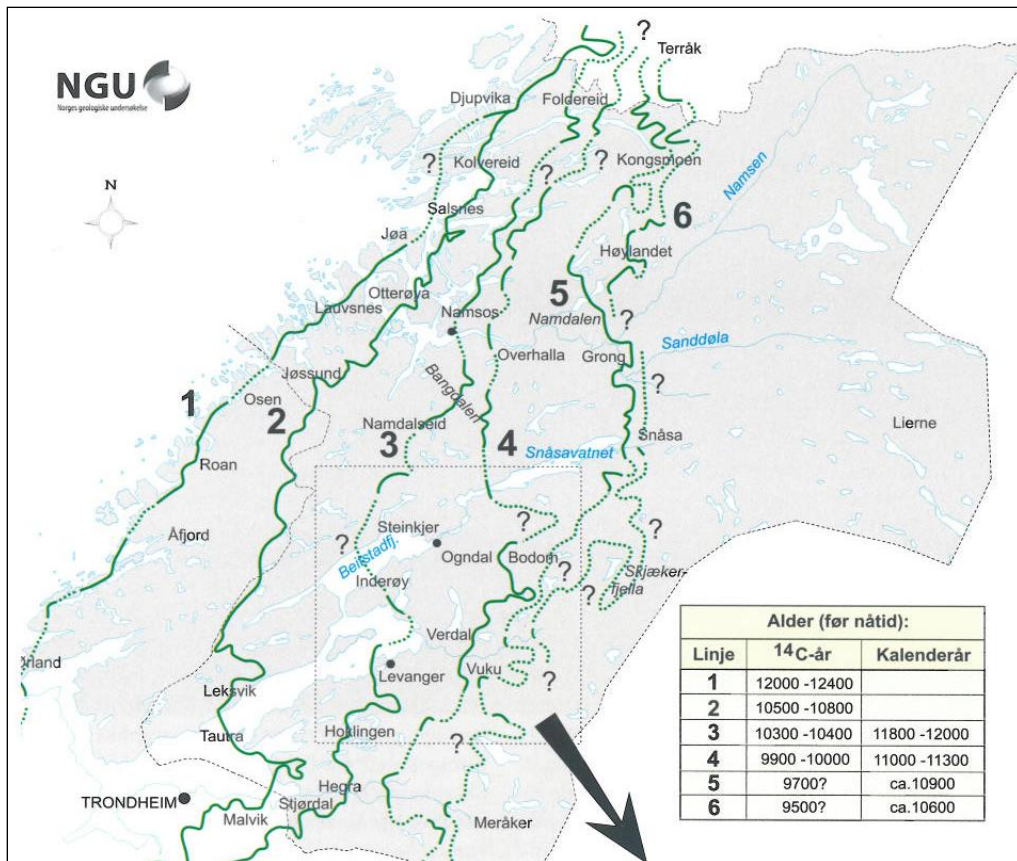 NGU
Norges geologiske undersøkelse
N
?
Terråk
Djupvika
Foldereid
?
Kolvereid
?
?
Kongsmoen
Namsen
Salsnes
6
Jøa
Høylandet
Otterøya
5
Lauvsnes
Namsos
Namdalen
?
Sanddøla
Overhalla
Grong
Jøssund
Bangdalen
?
1
Osen
2
Namdalseid
3
4
Snåsa
Lierne
Snåsavatnet
Roan
Åfjord
Steinkjer
?
?
?
Beitstadfj.
Ogndal
Bodom
Inderøy
?
?
Skjæker-
fjella
Verdal
Ørland
Levanger
Vuku
?
Leksvik
Tautra
Hoklingen
?
Hegra
TRONDHEIM
Stjørdal
Malvik
Meråker
Alder (før nåtid):
Linje 14C-år Kalenderår
1 12000 -12400
2 10500 -10800
3 10300 -10400 11800 -12000
4 9900 -10000 11000 -11300
5 9700? ca.10900
6 9500? ca.10600